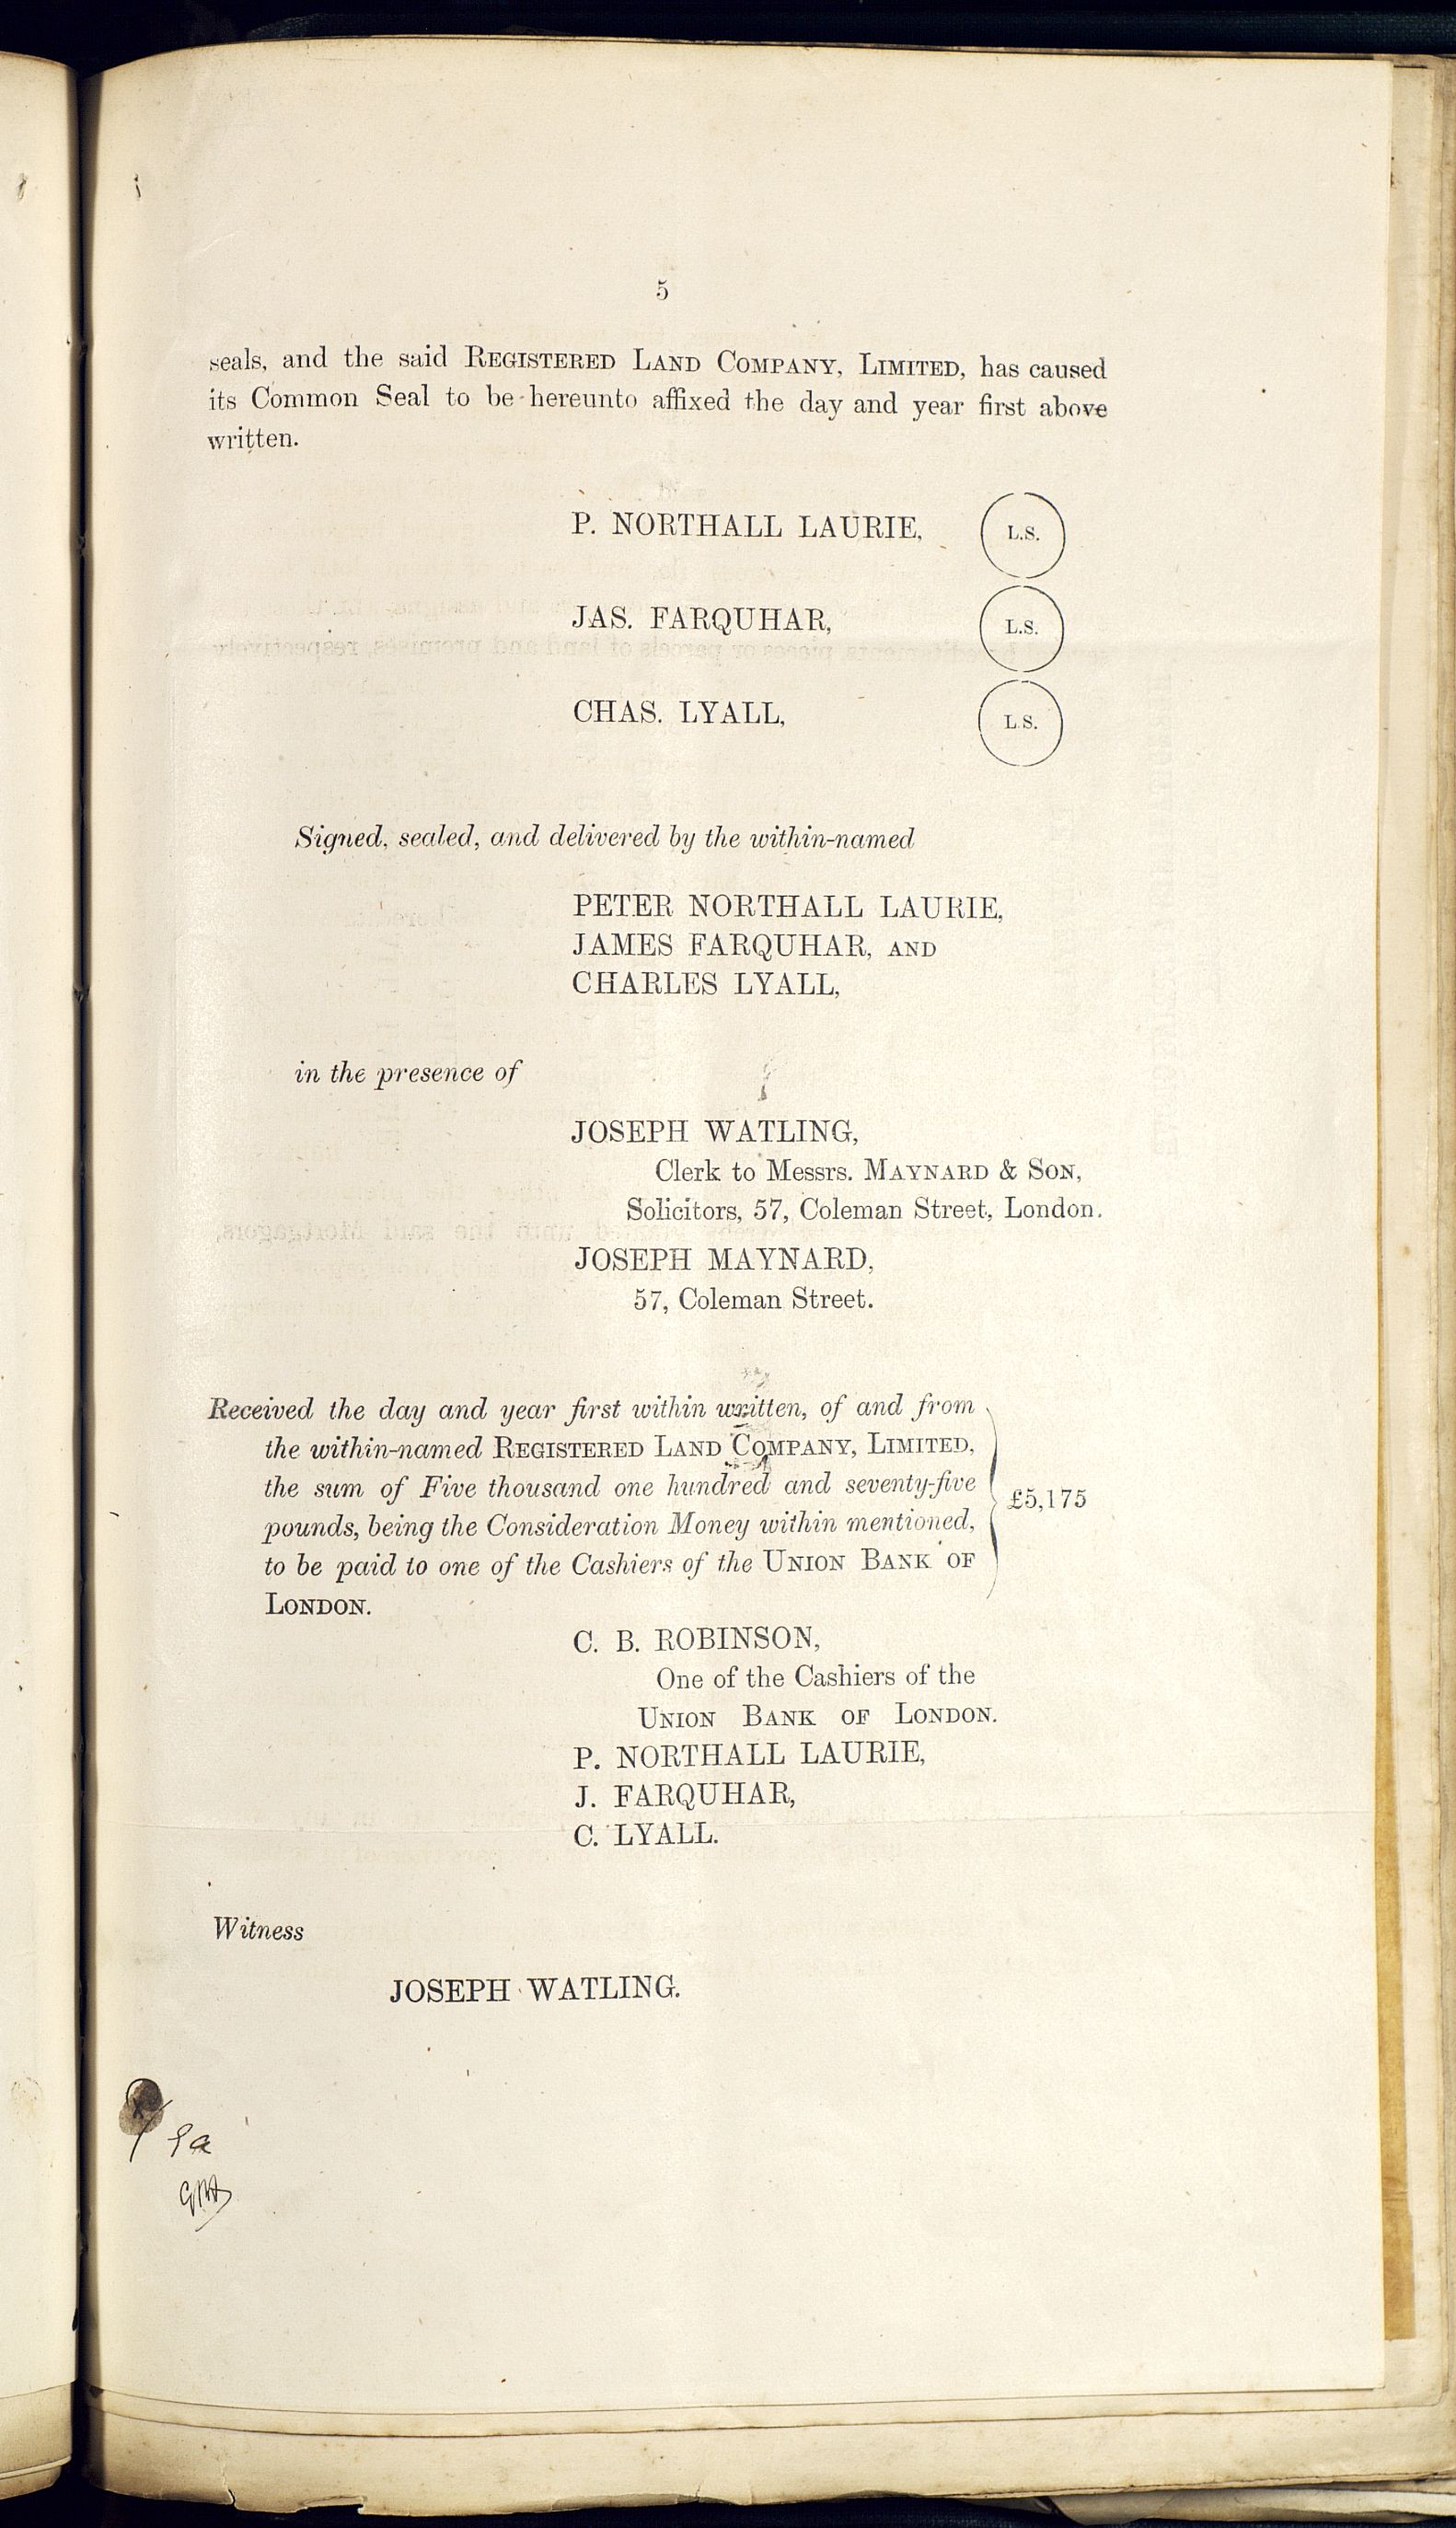 5
seals, and the said REGISTERED LAND COMPANY, LIMITED, has caused
its Common Seal to be hereunto affixed the day and year first above
written.
P. NORTHALL LAURIE, L.S.
JAS. FARQUHAR, L.S.
CHAS. LYALL, L.S.
Signed, sealed, and delivered by the within-named
PETER NORTHALL LAURIE,
JAMES FARQUHAR, AND
CHARLES LYALL,
in the presence of
JOSEPH WATLING,
Clerk to Messrs. MAYNARD & SON,
Solicitors, 57, Coleman Street, London.
JOSEPH MAYNARD,
57, Coleman Street.
Received the day and year first within written, of and from
the within-named REGISTERED LAND COMPANY, LIMITED,
the sum of Five thousand one hundred and seventy-five
£5,175
pounds, being the Consideration Money within mentioned,
to be paid to one of the Cashiers of the UNION BANK OF
LONDON.
C. B. ROBINSON,
One of the Cashiers of the
UNION BANK OF LONDON.
P. NORTHALL LAURIE,
J. FARQUHAR,
C. LYALL.
Witness
JOSEPH WATLING.